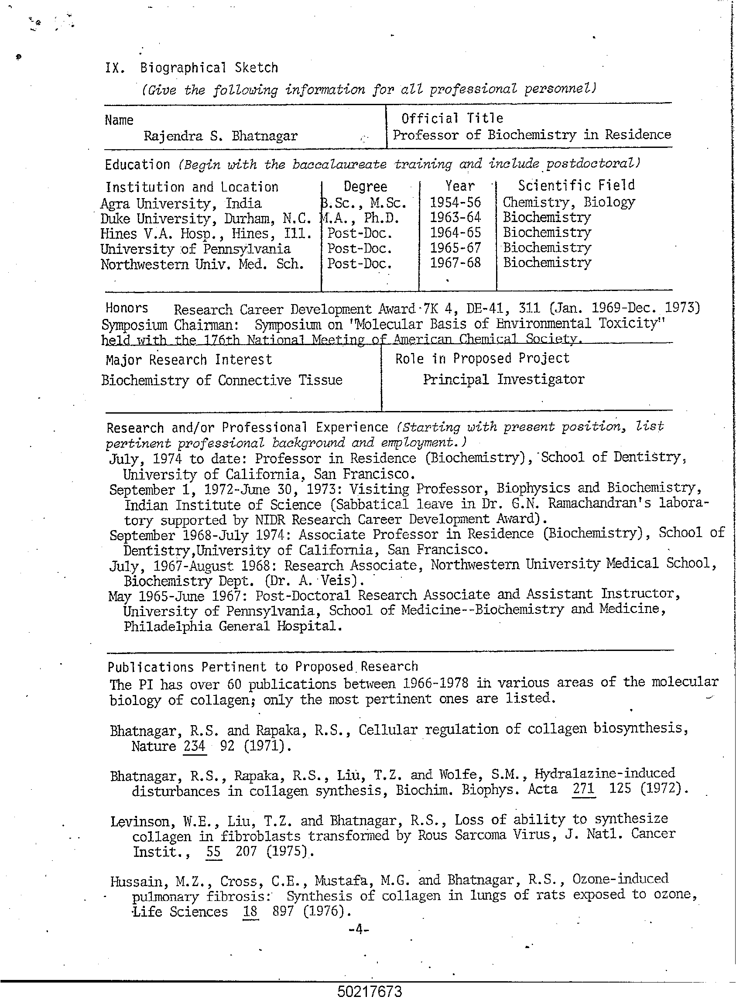 IX. Biographical Sketch
(Give the following information for all professional personnel)
Name Official Title
Rajendra S. Bhatnagar Professor of Biochemistry in Residence
Education (Begin with the baccalaureate training and include postdoctoral)
Institution and Location Degree Year Scientific Field
Agra University, India B.Sc., M.Sc. 1954-56 Chemistry, Biology
Duke University, Durham, N.C. M.A., Ph.D. 1963-64 Biochemistry
Hines V.A. Hosp., Hines, Ill. Post-Doc. 1964-65 Biochemistry
University of Pennsylvania Post-Doc. 1965-67 Biochemistry
Northwestern Univ. Med. Sch. Post-Doc. 1967-68 Biochemistry
Honors Research Career Development Award 7K 4, DE-41, 311 (Jan. 1969-Dec. 1973)
Symposium Chairman: Symposium on "Molecular Basis of Environmental Toxicity"
held with the 176th National Meeting of American Chemical Society.
Major Research Interest Role in Proposed Project
Biochemistry of Connective Tissue Principal Investigator
Research and/or Professional Experience (Starting with present position, list
pertinent professional background and employment.)
July, 1974 to date: Professor in Residence (Biochemistry), School of Dentistry,
University of California, San Francisco.
September 1, 1972-June 30, 1973: Visiting Professor, Biophysics and Biochemistry,
Indian Institute of Science (Sabbatical leave in Dr. G.N. Ramachandran's labora-
tory supported by NIDR Research Career Development Award).
September 1968-July 1974: Associate Professor in Residence (Biochemistry), School of
Dentistry,University of California, San Francisco.
July, 1967-August 1968: Research Associate, Northwestern University Medical School,
Biochemistry Dept. (Dr. A. Veis).
May 1965-June 1967: Post-Doctoral Research Associate and Assistant Instructor,
University of Pennsylvania, School of Medicine--Biochemistry and Medicine,
Philadelphia General Hospital.
Publications Pertinent to Proposed Research
The PI has over 60 publications between 1966-1978 in various areas of the molecular
biology of collagen; only the most pertinent ones are listed.
Bhatnagar, R.S. and Rapaka, R.S., Cellular regulation of collagen biosynthesis,
Nature 234 92 (1971).
Bhatnagar, R.S., Rapaka, R.S., Liu, T.Z. and Wolfe, S.M., Hydralazine-induced
disturbances in collagen synthesis, Biochim. Biophys. Acta 271 125 (1972).
Levinson, W.E., Liu, T.Z. and Bhatnagar, R.S., Loss of ability to synthesize
collagen in fibroblasts transformed by Rous Sarcoma Virus, J. Natl. Cancer
Instit., 55 207 (1975).
Hussain, M.Z., Cross, C.E., Mustafa, M.G. and Bhatnagar, R.S., Ozone-induced
pulmonary fibrosis: Synthesis of collagen in lungs of rats exposed to ozone,
Life Sciences 18 897 (1976).
-4-
50217673